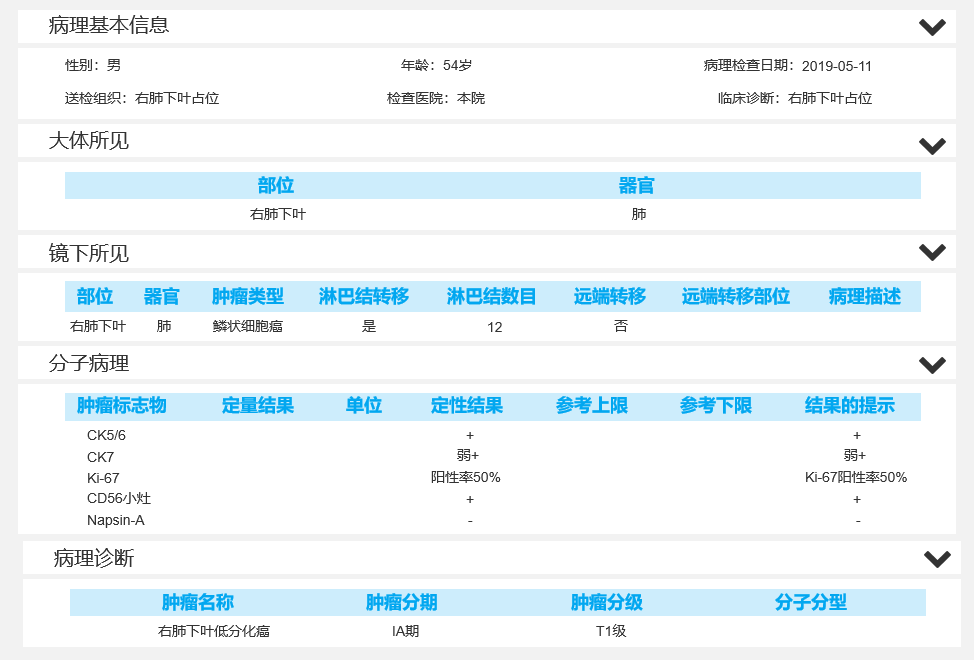 病理基本信息
性别：男 年龄：54岁 病理检查日期：2019-05-11
送检组织：右肺下叶占位 检查医院：本院 临床诊断：右肺下叶占位
大体所见
部位 器官
右肺下叶 肺
镜下所见
部位 器官 肿瘤类型 淋巴结转移 淋巴结数目 远端转移 远端转移部位 病理描述
右肺下叶 肺 鳞状细胞癌 是 12 否
分子病理
肿瘤标志物 定量结果 单位 定性结果 参考上限 参考下限 结果的提示
CK5/6 + +
CK7 弱+ 弱+
Ki-67 阳性率50% Ki-67阳性率50%
CD56小灶 + +
Napsin-A - -
病理诊断
肿瘤名称 肿瘤分期 肿瘤分级 分子分型
右肺下叶低分化癌 IA期 T1级